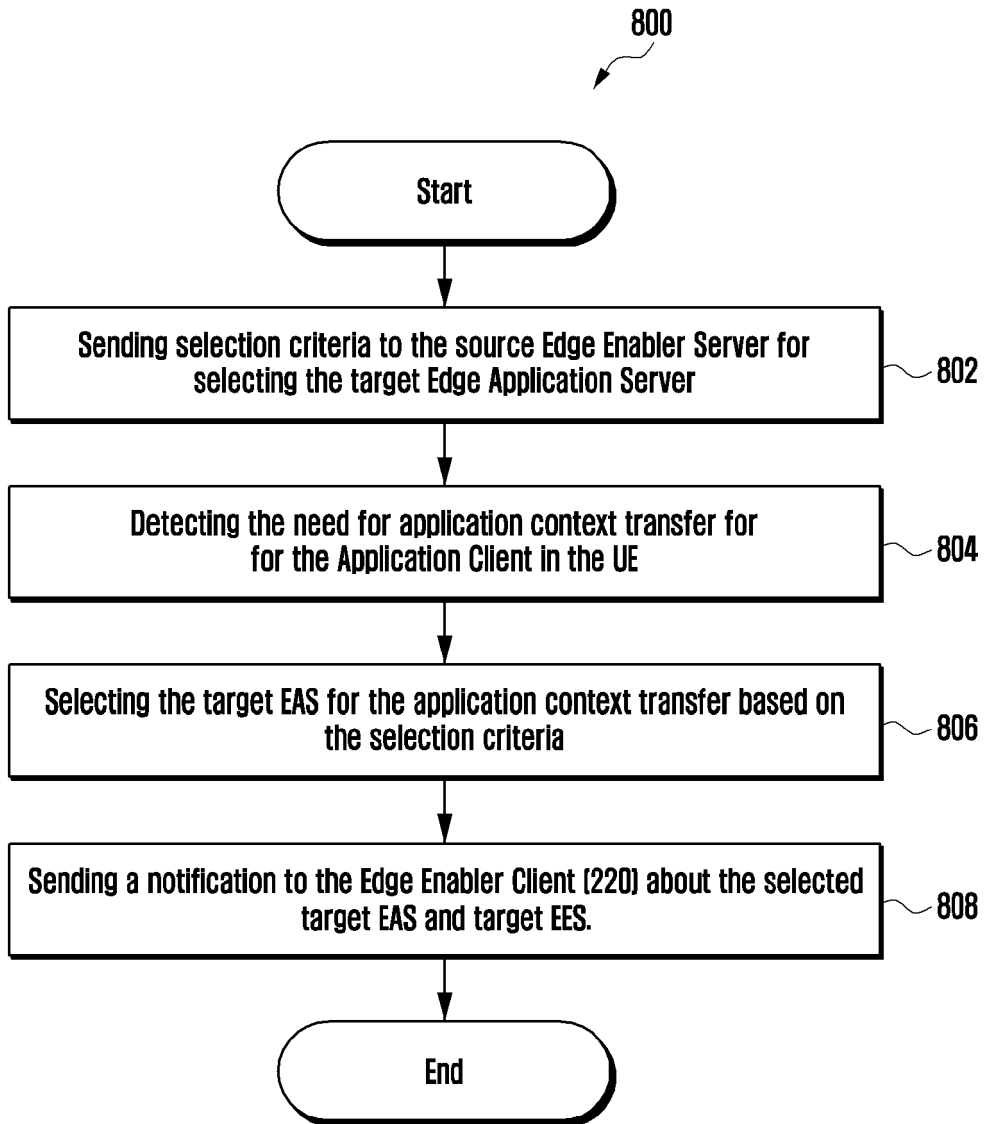 800
Start
Sending selection criteria to the source Edge Enabler Server for
selecting the target Edge Application Server
802
Detecting the need for application context transfer for
for the Application Client in the UE
804
Selecting the target EAS for the application context transfer based on
the selection criteria
806
Sending a notification to the Edge Enabler Client (220) about the selected
target EAS and target EES.
808
End